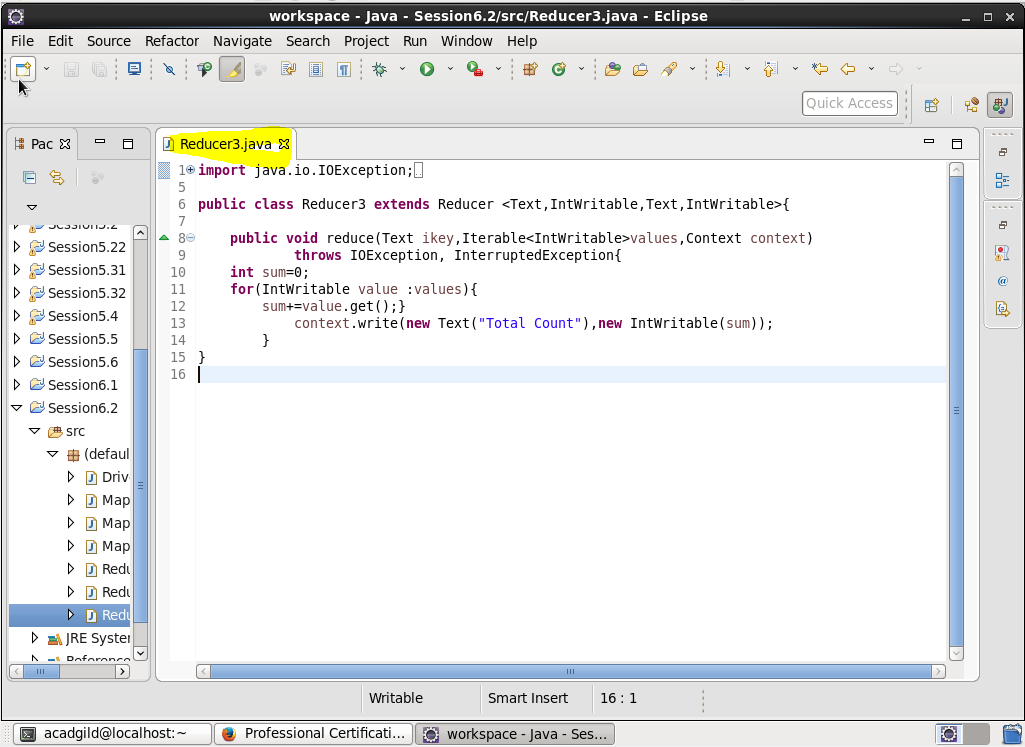 workspace - Java - Session6.2/src/Reducer3.java - Eclipse
File Edit Source Refactor Navigate Search Project Run Window Help
Quick Access
Pac
Reducer3.java
Session5.2
Session5.22
Session5.31
Session5.32
Session5.4
Session5.5
Session5.6
Session6.1
Session6.2
src
(defaul
Driv
Map
Map
Map
Redu
Redu
Redu
JRE System
Reference
1 import java.io.IOException;
5
6 public class Reducer3 extends Reducer <Text,IntWritable,Text,IntWritable>{
7
8 public void reduce(Text ikey,Iterable<IntWritable>values,Context context)
9 throws IOException, InterruptedException{
10 int sum=0;
11 for(IntWritable value :values){
12 sum+=value.get();}
13 context.write(new Text("Total Count"),new IntWritable(sum));
14 }
15 }
16
Writable Smart Insert 16 : 1
acadgild@localhost:~ Professional Certificati... workspace - Java - Ses...